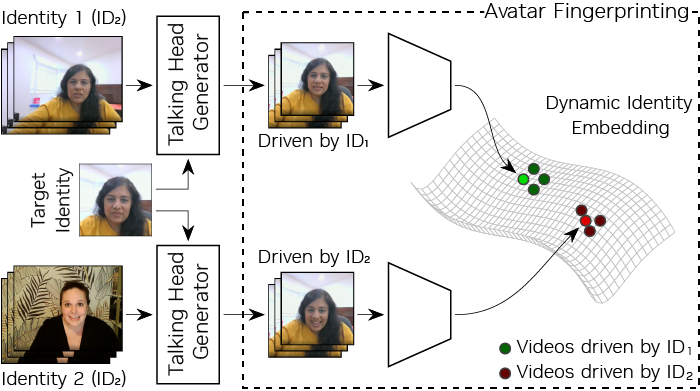 Identity 1 (ID₂)
Talking Head
Generator
Avatar Fingerprinting
Driven by ID₁
Dynamic Identity
Embedding
Target
Identity
Driven by ID₂
Talking Head
Generator
Identity 2 (ID₂)
Videos driven by ID₁
Videos driven by ID₂